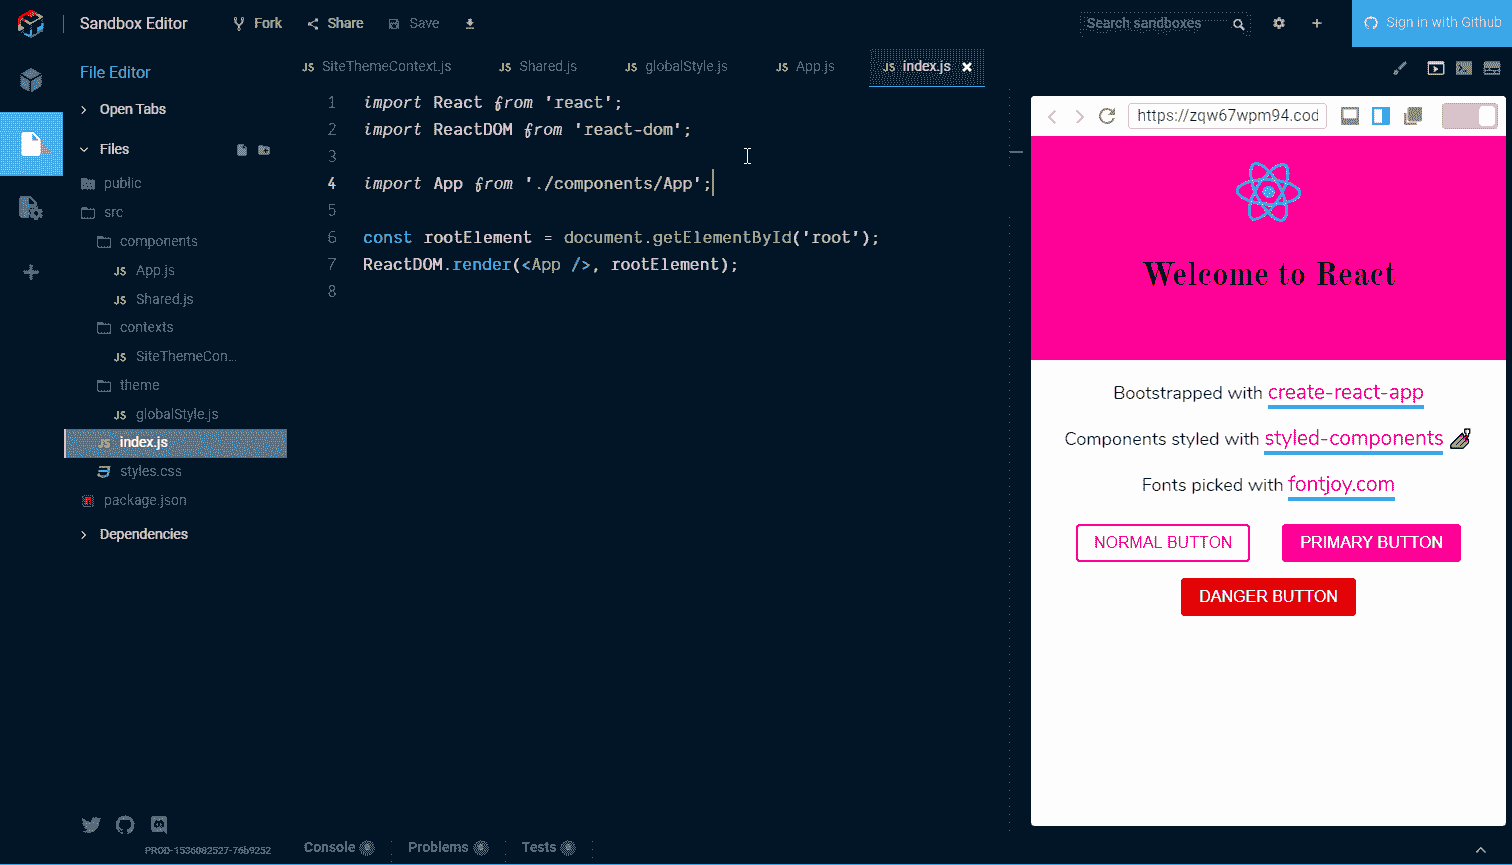 Sandbox Editor Fork Share Save Search sandboxes Sign in with Github
File Editor
Open Tabs
Files
public
src
components
JS App.js
JS Shared.js
contexts
JS SiteThemeCon...
theme
JS globalStyle.js
JS index.js
styles.css
package.json
Dependencies
PROD-1536082527-76b9252
JS SiteThemeContext.js JS Shared.js JS globalStyle.js JS App.js JS index.js
1 import React from 'react';
2 import ReactDOM from 'react-dom';
3
4 import App from './components/App';
5
6 const rootElement = document.getElementById('root');
7 ReactDOM.render(<App />, rootElement);
8
Console Problems Tests
https://zqw67wpm94.cod
Welcome to React
Bootstrapped with create-react-app
Components styled with styled-components
Fonts picked with fontjoy.com
NORMAL BUTTON PRIMARY BUTTON
DANGER BUTTON